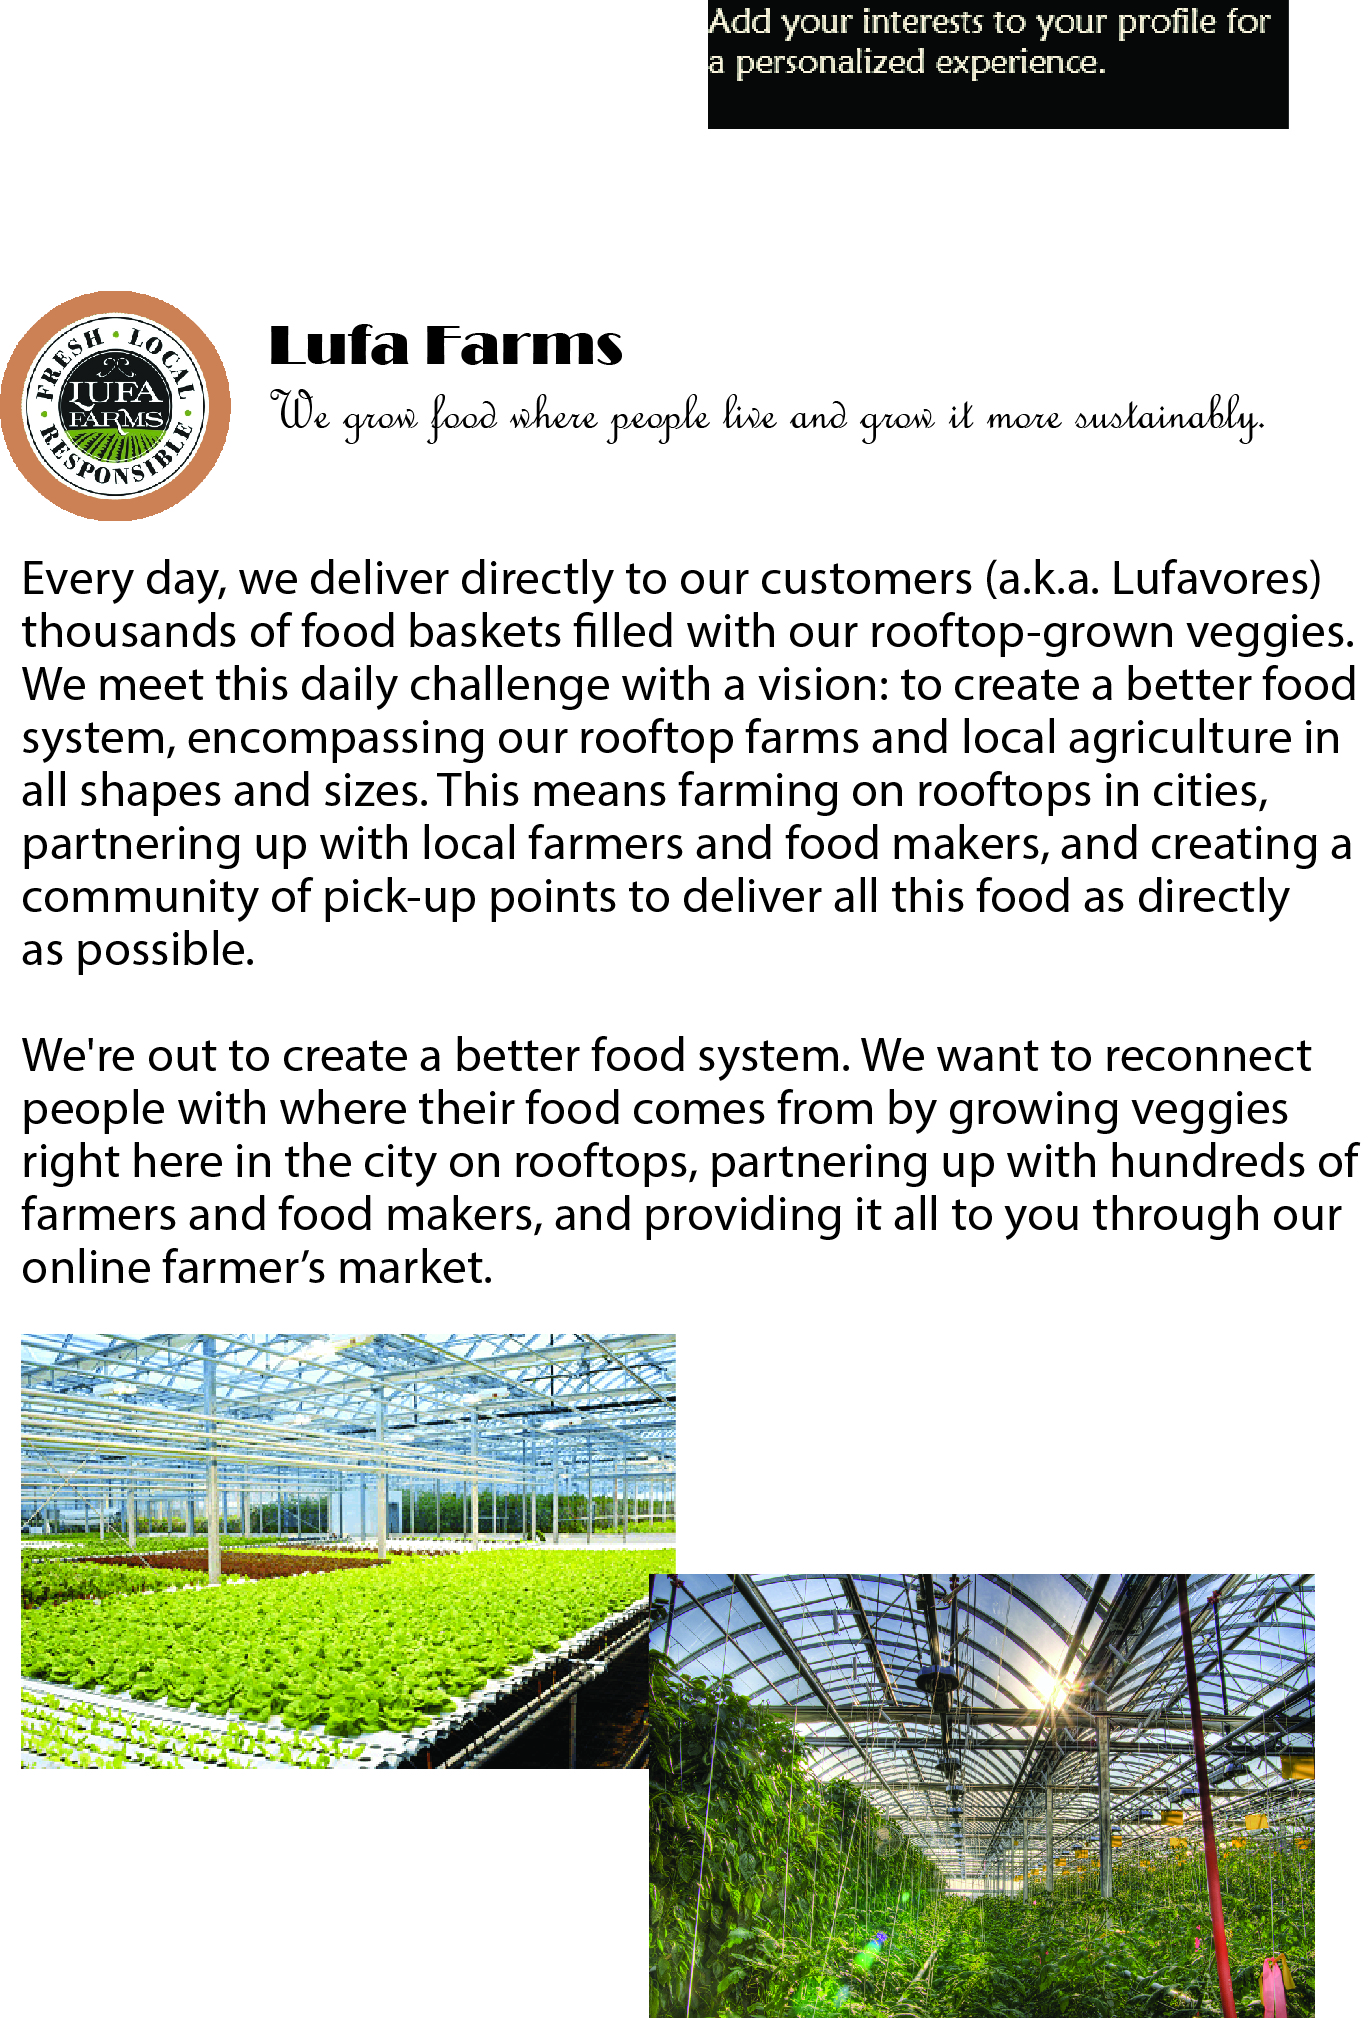 Add your interests to your profile for
a personalized experience.
FRESH · LOCAL
LUFA
FARMS
· RESPONSIBLE ·
Lufa Farms
We grow food where people live and grow it more sustainably.
Every day, we deliver directly to our customers (a.k.a. Lufavores)
thousands of food baskets filled with our rooftop-grown veggies.
We meet this daily challenge with a vision: to create a better food
system, encompassing our rooftop farms and local agriculture in
all shapes and sizes. This means farming on rooftops in cities,
partnering up with local farmers and food makers, and creating a
community of pick-up points to deliver all this food as directly
as possible.
We're out to create a better food system. We want to reconnect
people with where their food comes from by growing veggies
right here in the city on rooftops, partnering up with hundreds of
farmers and food makers, and providing it all to you through our
online farmer’s market.